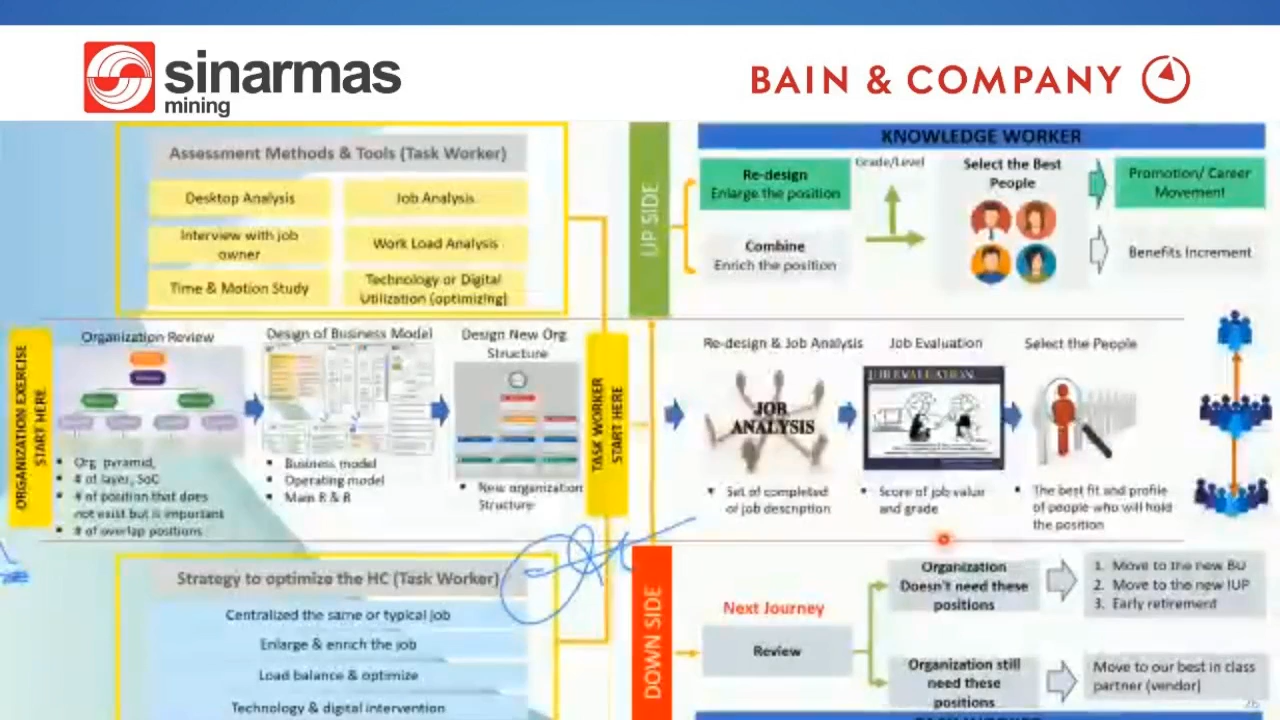 sinarmas
mining
BAIN & COMPANY
Assessment Methods & Tools (Task Worker)
Desktop Analysis
Job Analysis
Interview with job
owner
Work Load Analysis
Time & Motion Study
Technology or Digital
Utilization (optimizing)
UP SIDE
KNOWLEDGE WORKER
Re-design
Enlarge the position
Combine
Enrich the position
Grade/Level
Select the Best
People
Promotion/ Career
Movement
Benefits Increment
ORGANIZATION EXERCISE
START HERE
Organization Review
Org. pyramid,
# of layer, SoC
# of position that does
not exist but is important
# of overlap positions
Design of Business Model
Business model
Operating model
Main R & R
Design New Org.
Structure
New organization
Structure
TASK WORKER
START HERE
Re-design & Job Analysis
JOB
ANALYSIS
Set of completed
or job description
Job Evaluation
JOB EVALUATION
Score of job value
and grade
Select the People
The best fit and profile
of people who will hold
the position
Strategy to optimize the HC (Task Worker)
Centralized the same or typical job
Enlarge & enrich the job
Load balance & optimize
Technology & digital intervention
DOWN SIDE
Next Journey
Review
Organization
Doesn't need these
positions
1. Move to the new BU
2. Move to the new IUP
3. Early retirement
Organization still
need these
positions
Move to our best in class
partner (vendor)
26